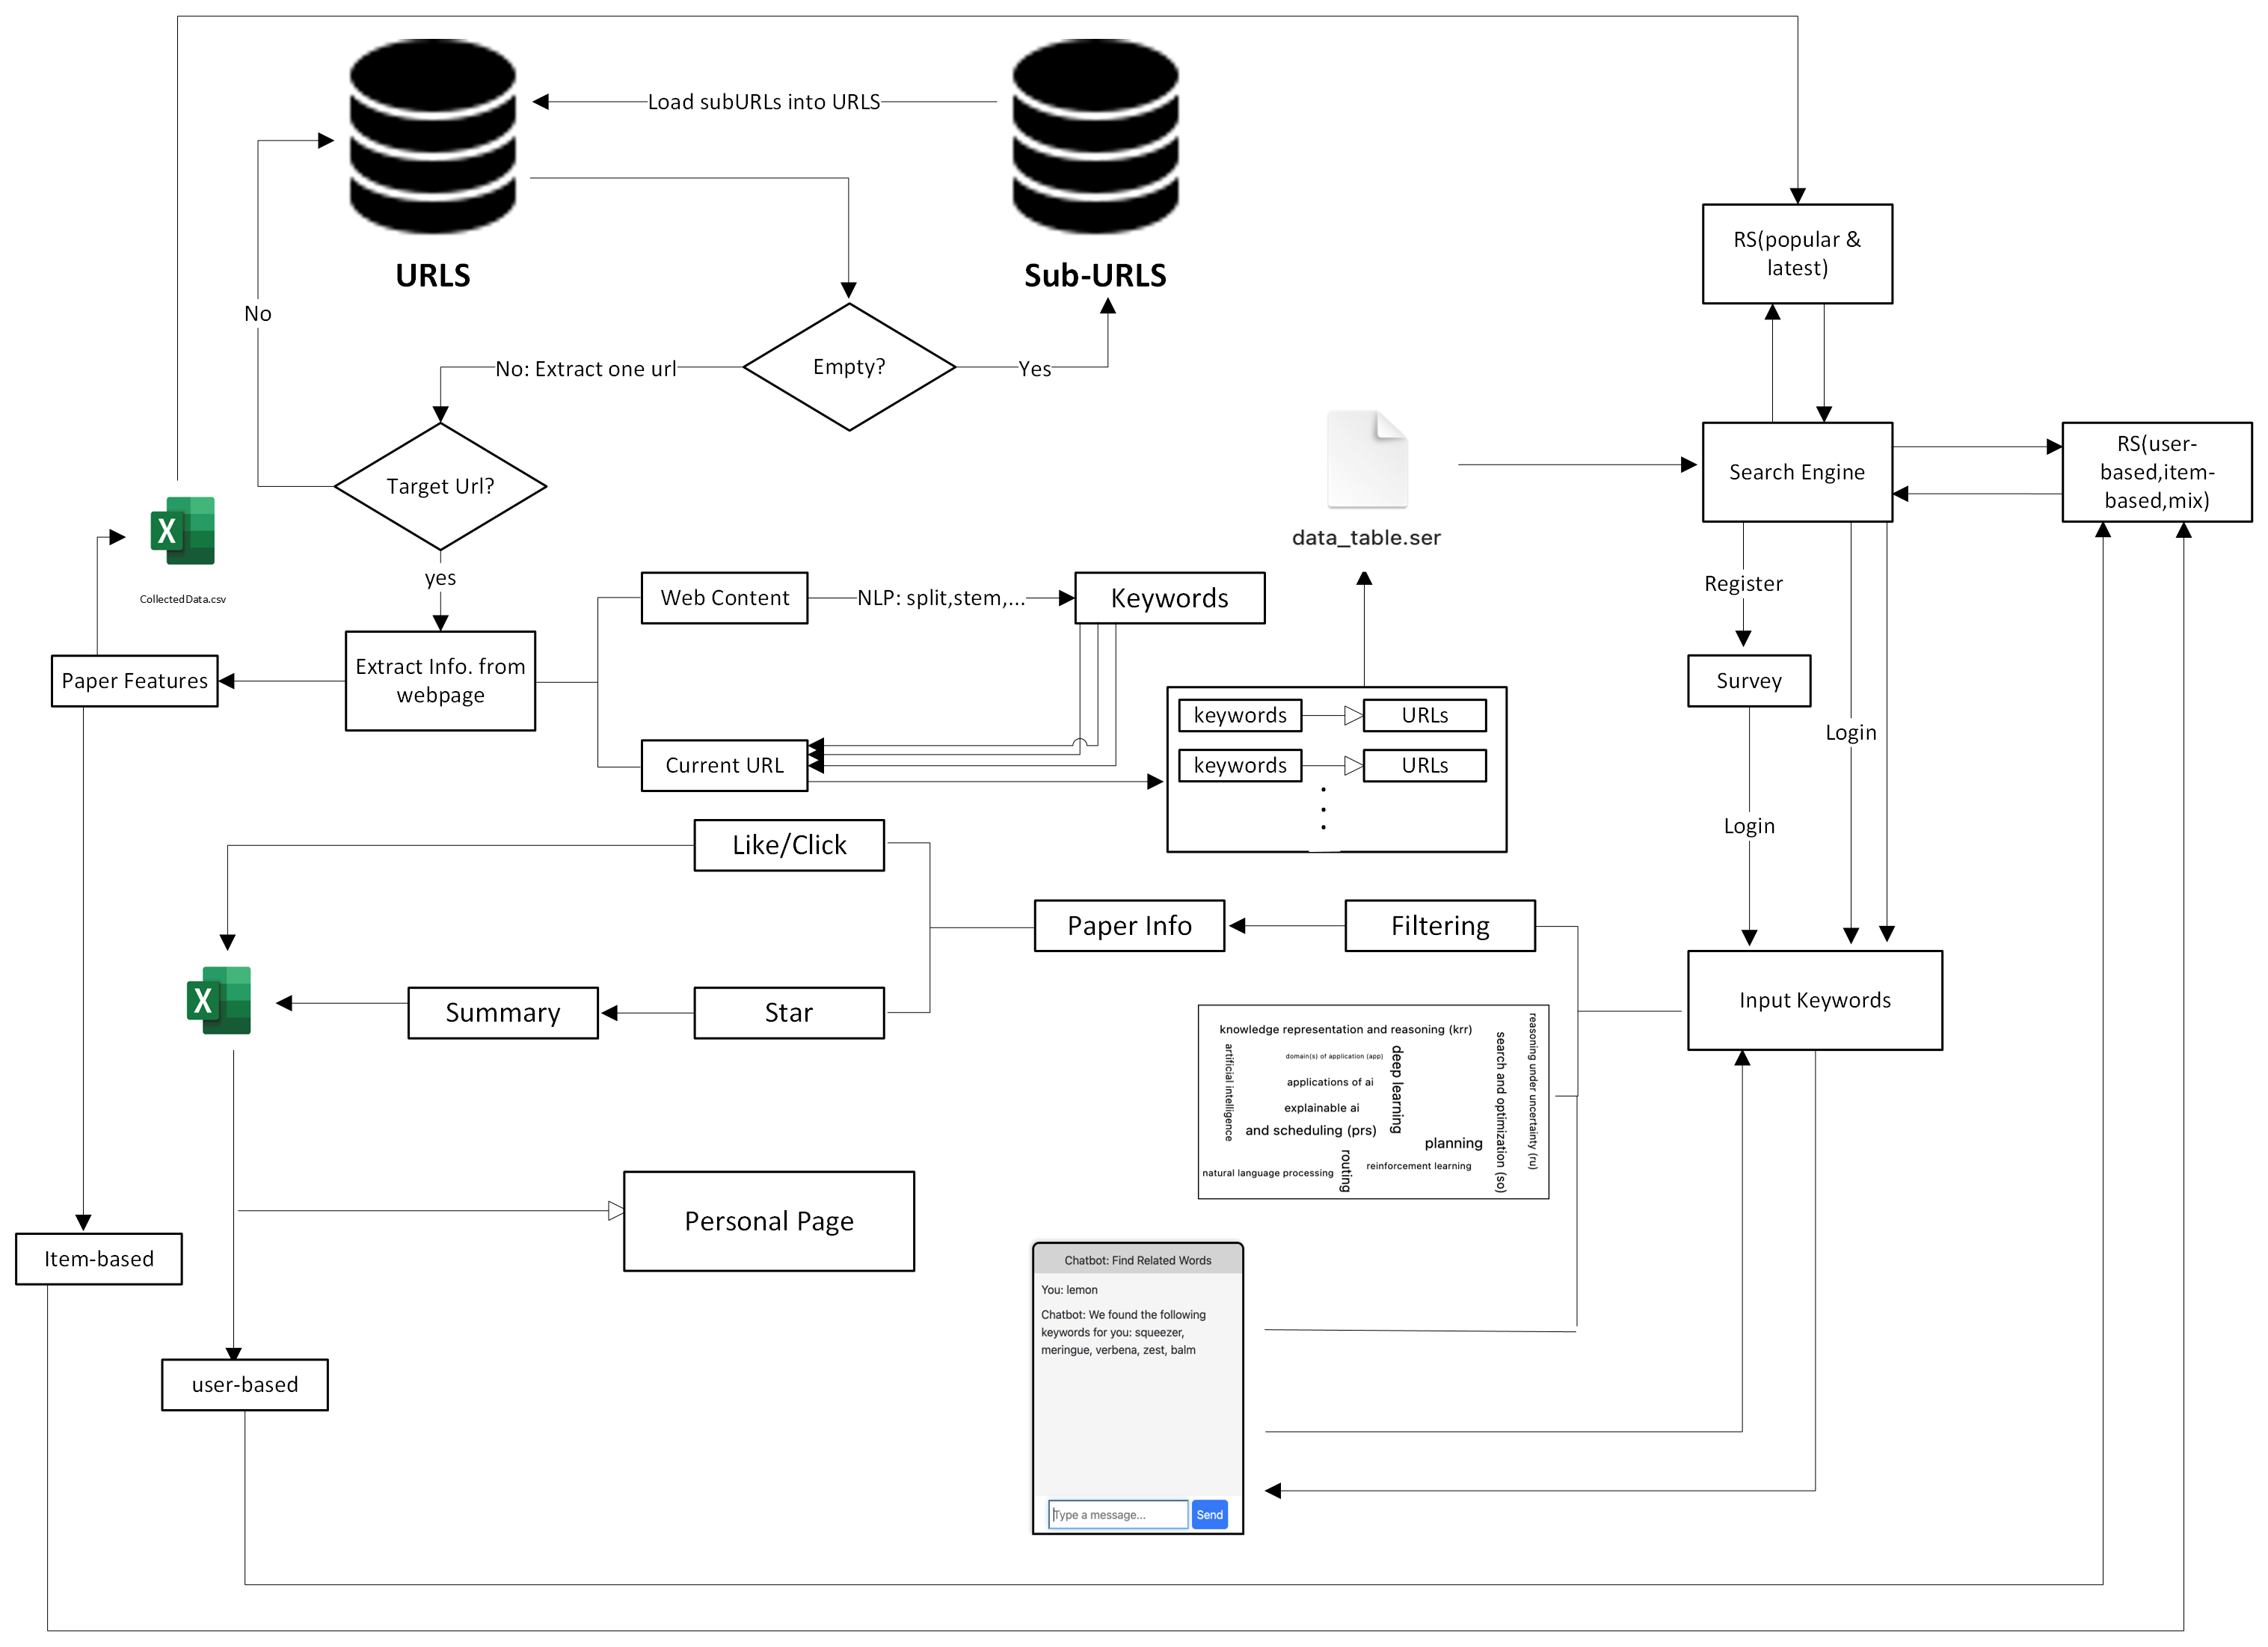 Load subURLs into URLS
URLS
Sub-URLS
RS(popular &
latest)
No
No: Extract one url
Empty?
Yes
Target Url?
Search Engine
RS(user-
based,item-
based,mix)
X
CollectedData.csv
data_table.ser
yes
Web Content
NLP: split,stem,...
Keywords
Register
Paper Features
Extract Info. from
webpage
Survey
keywords
URLs
Current URL
keywords
URLs
Login
Login
Like/Click
Paper Info
Filtering
X
Summary
Star
Input Keywords
knowledge representation and reasoning (krr)
domain(s) of application (app)
artificial intelligence
deep learning
search and optimization (so)
reasoning under uncertainty (ru)
applications of ai
explainable ai
and scheduling (prs)
planning
routing
reinforcement learning
natural language processing
Personal Page
Item-based
Chatbot: Find Related Words
You: lemon
Chatbot: We found the following
keywords for you: squeezer,
meringue, verbena, zest, balm
user-based
Type a message...
Send